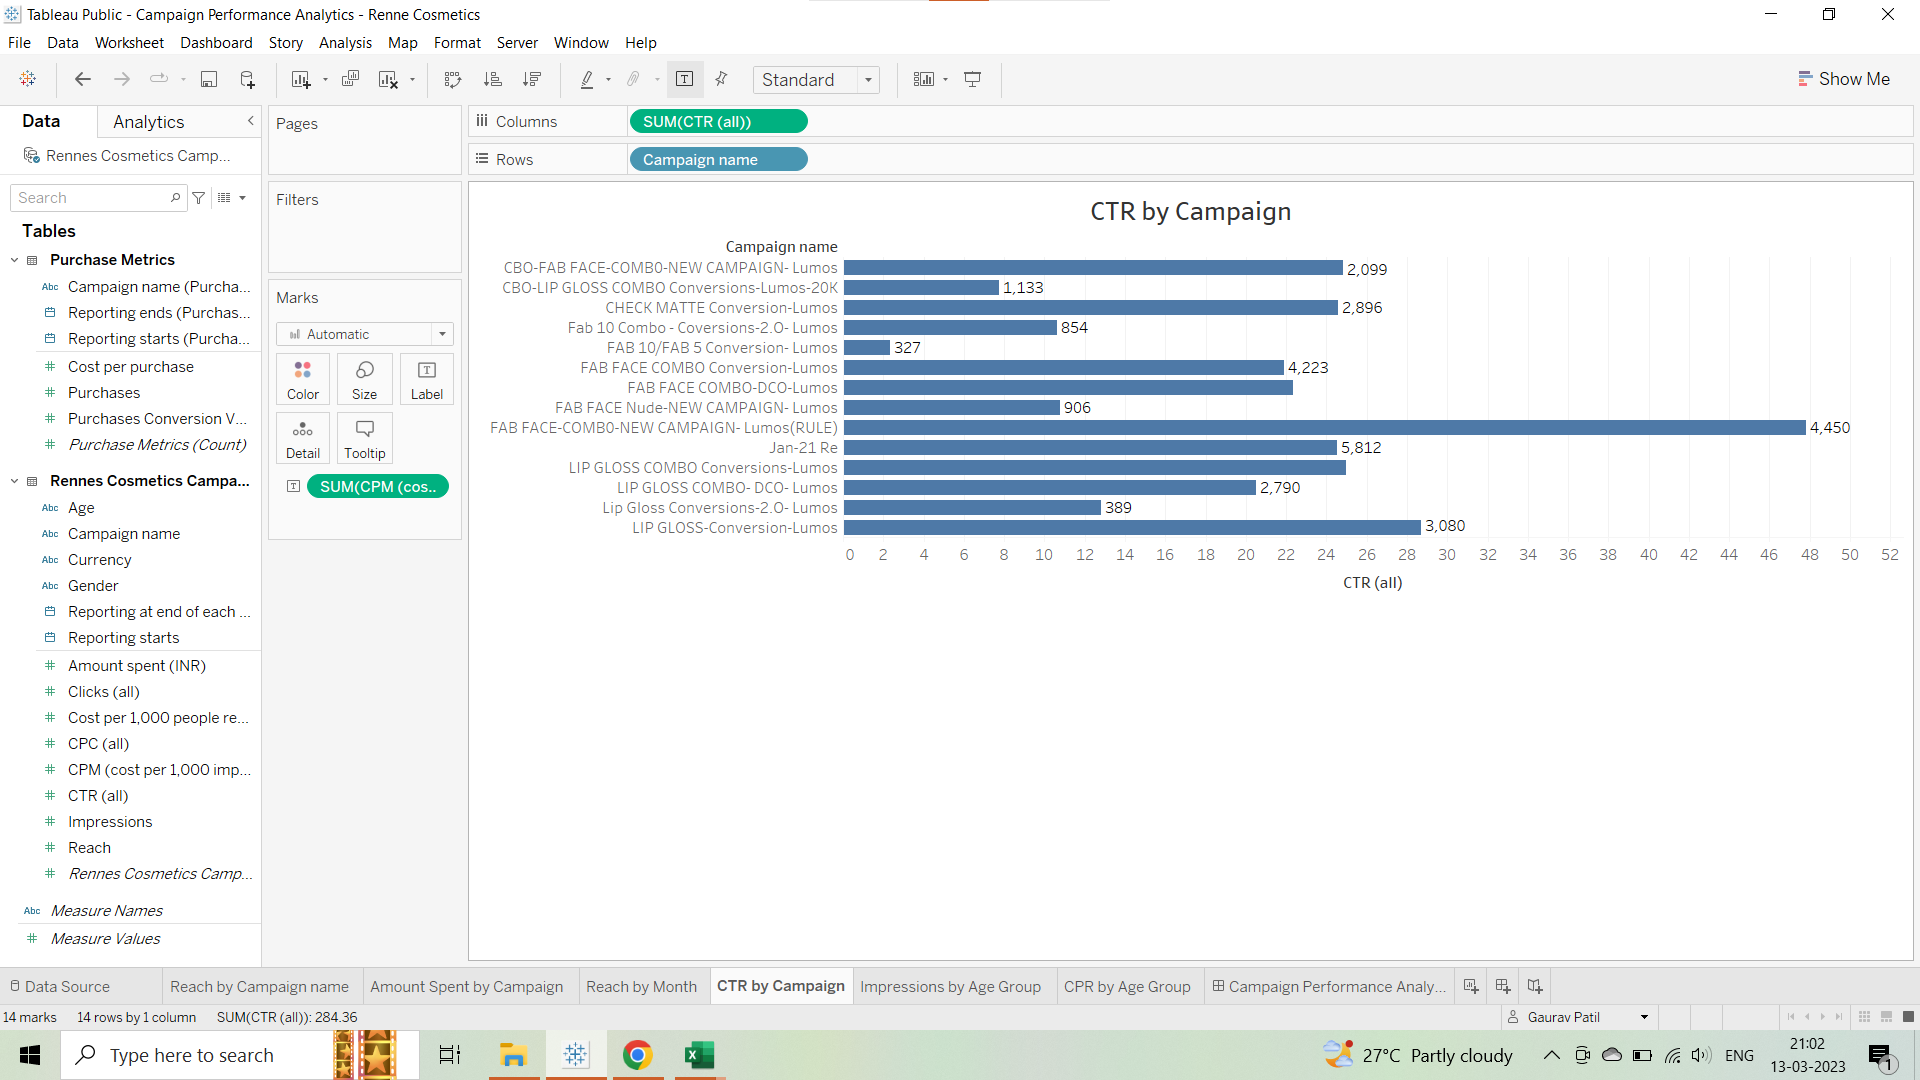 Tableau Public - Campaign Performance Analytics - Renne Cosmetics
File Data Worksheet Dashboard Story Analysis Map Format Server Window Help
Standard
Show Me
Data Analytics
Rennes Cosmetics Camp...
Search
Tables
Purchase Metrics
Abc Campaign name (Purcha...
Reporting ends (Purchas...
Reporting starts (Purcha...
Cost per purchase
Purchases
Purchases Conversion V...
Purchase Metrics (Count)
Rennes Cosmetics Campa...
Abc Age
Abc Campaign name
Abc Currency
Abc Gender
Reporting at end of each ...
Reporting starts
Amount spent (INR)
Clicks (all)
Cost per 1,000 people re...
CPC (all)
CPM (cost per 1,000 imp...
CTR (all)
Impressions
Reach
Rennes Cosmetics Camp...
Abc Measure Names
Measure Values
Pages
Filters
Marks
Automatic
Color Size Label
Detail Tooltip
SUM(CPM (cos..
Columns SUM(CTR (all))
Rows Campaign name
CTR by Campaign
Campaign name
CBO-FAB FACE-COMB0-NEW CAMPAIGN- Lumos 2,099
CBO-LIP GLOSS COMBO Conversions-Lumos-20K 1,133
CHECK MATTE Conversion-Lumos 2,896
Fab 10 Combo - Coversions-2.O- Lumos 854
FAB 10/FAB 5 Conversion- Lumos 327
FAB FACE COMBO Conversion-Lumos 4,223
FAB FACE COMBO-DCO-Lumos
FAB FACE Nude-NEW CAMPAIGN- Lumos 906
FAB FACE-COMB0-NEW CAMPAIGN- Lumos(RULE) 4,450
Jan-21 Re 5,812
LIP GLOSS COMBO Conversions-Lumos
LIP GLOSS COMBO- DCO- Lumos 2,790
Lip Gloss Conversions-2.O- Lumos 389
LIP GLOSS-Conversion-Lumos 3,080
0 2 4 6 8 10 12 14 16 18 20 22 24 26 28 30 32 34 36 38 40 42 44 46 48 50 52
CTR (all)
Data Source Reach by Campaign name Amount Spent by Campaign Reach by Month CTR by Campaign Impressions by Age Group CPR by Age Group Campaign Performance Analy...
14 marks 14 rows by 1 column SUM(CTR (all)): 284.36 Gaurav Patil
Type here to search
27°C Partly cloudy
ENG
21:02
13-03-2023
1